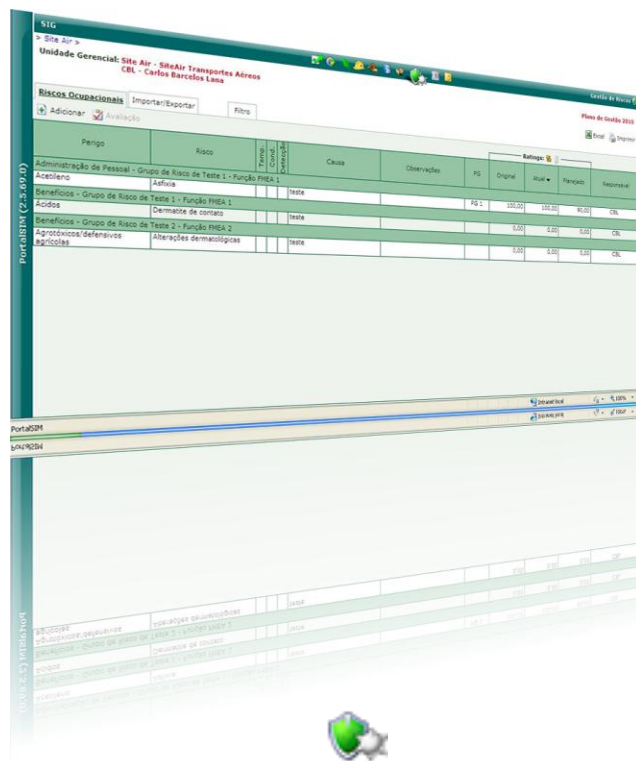 SIG
> Site Air >
Unidade Gerencial: Site Air - SiteAir Transportes Aéreos
CBL - Carlos Barcelos Lana
Gestão de Riscos
Plano de Gestão 2010
Riscos Ocupacionais Importar/Exportar Filtro
Adicionar Avaliação Excel Imprimir
Perigo Risco Temp. Cond. Detecção Causa Observações PG Ratings: Original Atual Planejado Responsável
Administração de Pessoal - Grupo de Risco de Teste 1 - Função FMEA 1
Acetileno Asfixia teste PG 1 100,00 100,00 90,00 CBL
Benefícios - Grupo de Risco de Teste 1 - Função FMEA 1
Ácidos Dermatite de contato teste 0,00 0,00 0,00 CBL
Benefícios - Grupo de Risco de Teste 2 - Função FMEA 2
Agrotóxicos/defensivos agrícolas Alterações dermatológicas teste 0,00 0,00 0,00 CBL
PortalSIM (2.5.69.0)
PortalSIM Intranet local 100%